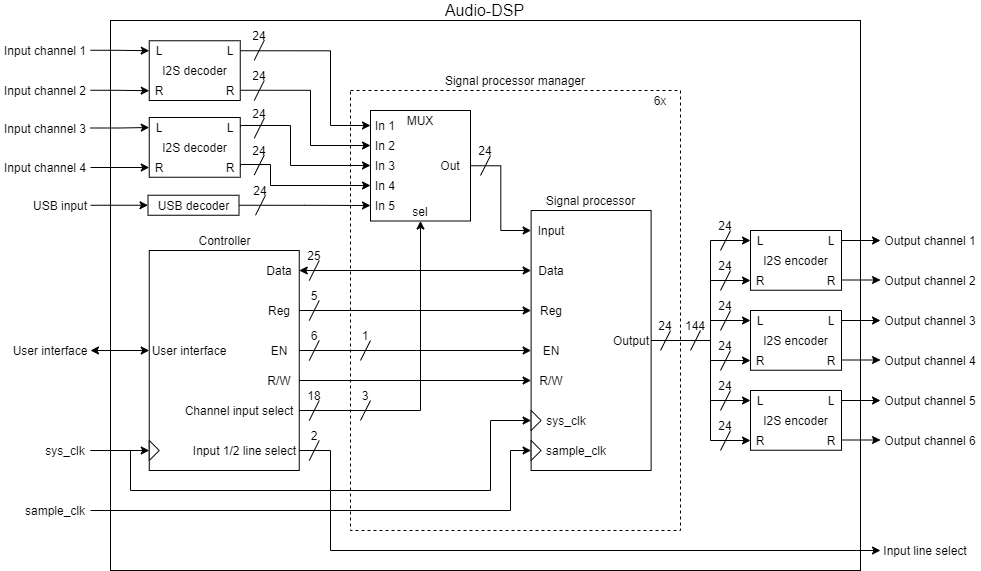 Audio-DSP
Input channel 1
L
L
24
I2S decoder
Input channel 2
R
R
24
Signal processor manager
6x
Input channel 3
L
L
24
I2S decoder
Input channel 4
R
R
24
USB input
USB decoder
24
MUX
In 1
In 2
In 3
In 4
In 5
Out
24
sel
Signal processor
Input
Data
Reg
EN
R/W
sys_clk
sample_clk
Output
24
144
Controller
Data
25
Reg
5
User interface
User interface
EN
6
1
R/W
Channel input select
18
3
Input 1/2 line select
2
sys_clk
sample_clk
24
L
L
Output channel 1
I2S encoder
24
R
R
Output channel 2
24
L
L
Output channel 3
I2S encoder
24
R
R
Output channel 4
24
L
L
Output channel 5
I2S encoder
24
R
R
Output channel 6
Input line select